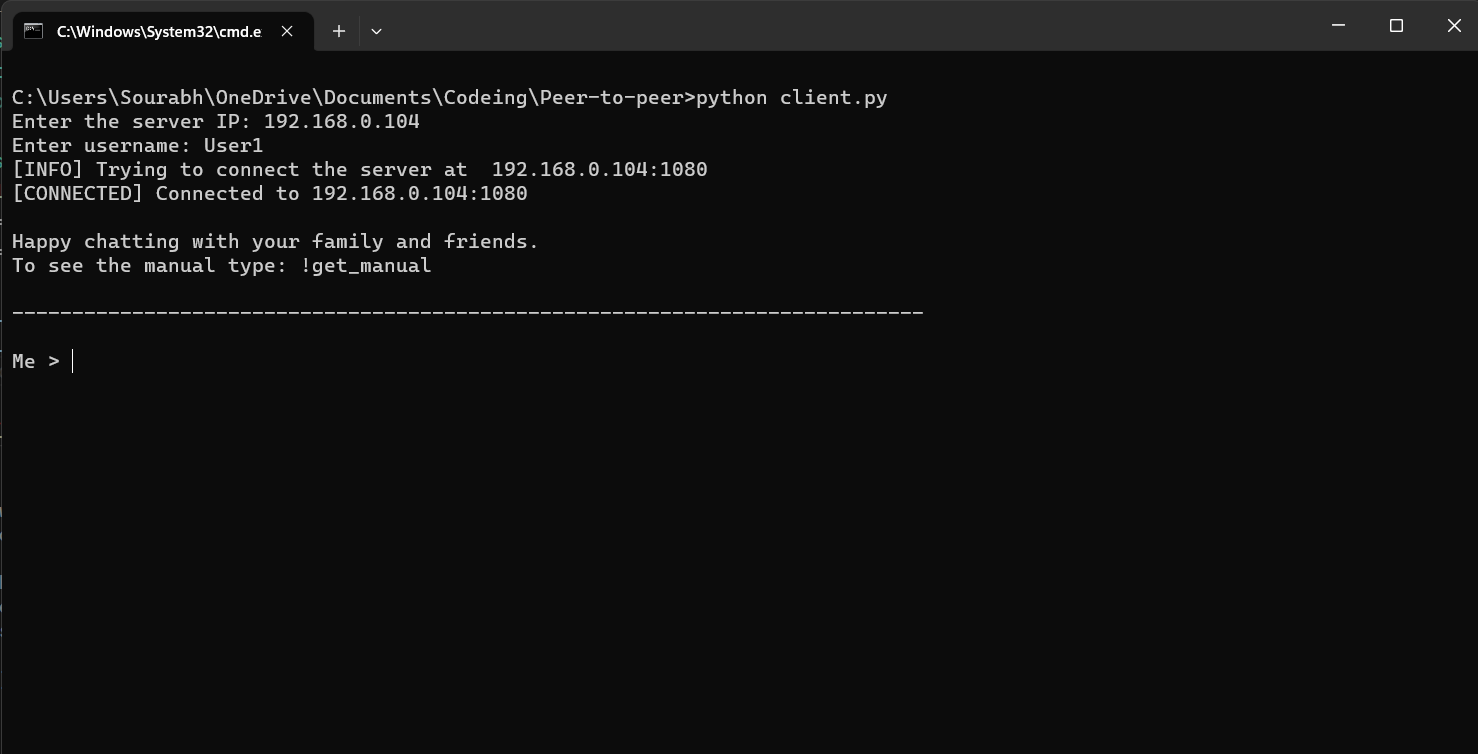 C:\Windows\System32\cmd.e
C:\Users\Sourabh\OneDrive\Documents\Codeing\Peer-to-peer>python client.py
Enter the server IP: 192.168.0.104
Enter username: User1
[INFO] Trying to connect the server at  192.168.0.104:1080
[CONNECTED] Connected to 192.168.0.104:1080
Happy chatting with your family and friends.
To see the manual type: !get_manual
----------------------------------------------------------------------------
Me >